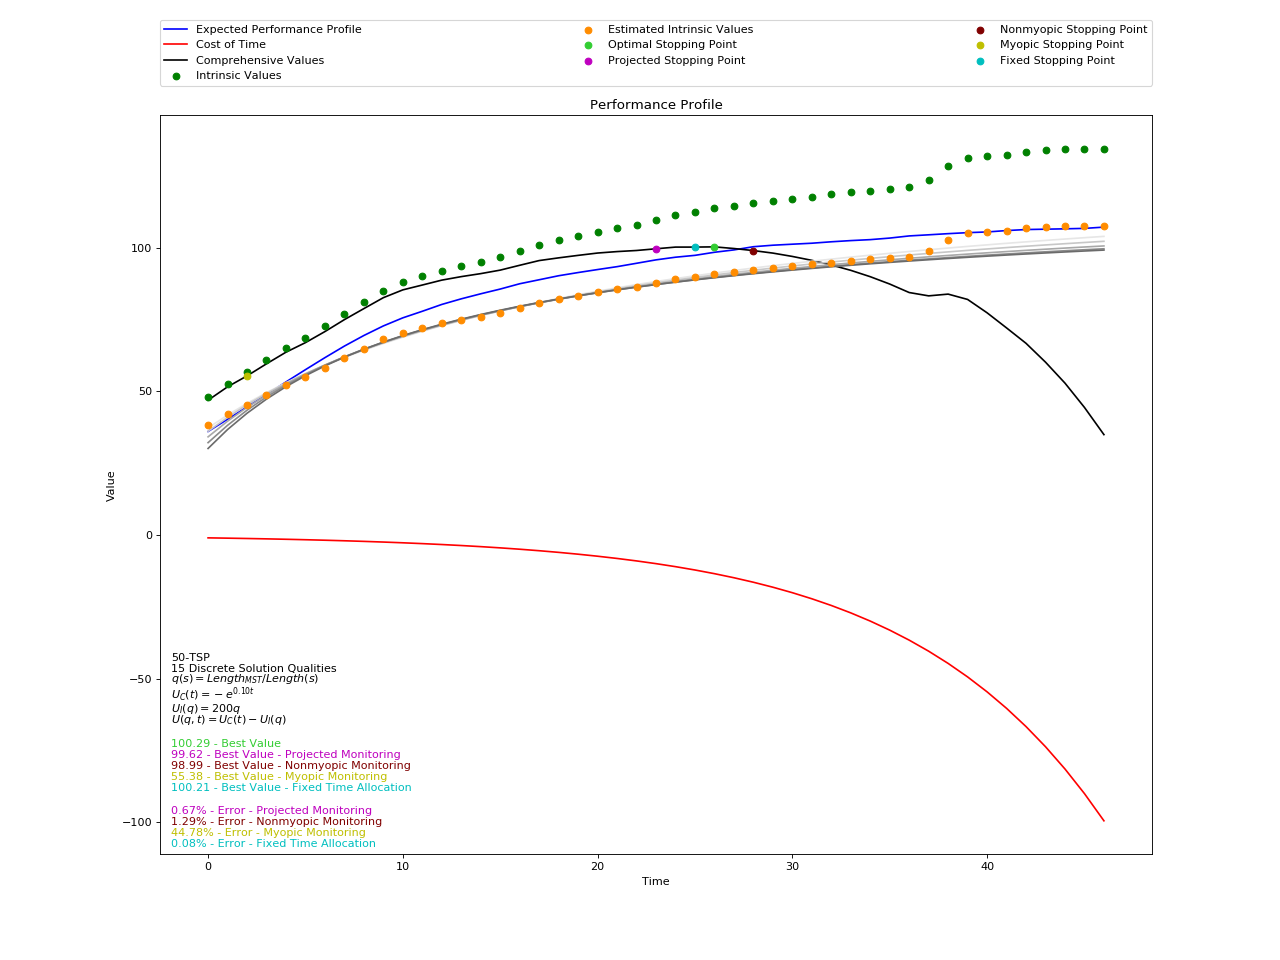 Expected Performance Profile
Cost of Time
Comprehensive Values
Intrinsic Values
Estimated Intrinsic Values
Optimal Stopping Point
Projected Stopping Point
Nonmyopic Stopping Point
Myopic Stopping Point
Fixed Stopping Point
Performance Profile
Value
100
50
0
−50
−100
50-TSP
15 Discrete Solution Qualities
q(s) = Length_MST/Length(s)
U_C(t) = −e^0.10t
U_I(q) = 200q
U(q, t) = U_C(t) − U_I(q)
100.29 - Best Value
99.62 - Best Value - Projected Monitoring
98.99 - Best Value - Nonmyopic Monitoring
55.38 - Best Value - Myopic Monitoring
100.21 - Best Value - Fixed Time Allocation
0.67% - Error - Projected Monitoring
1.29% - Error - Nonmyopic Monitoring
44.78% - Error - Myopic Monitoring
0.08% - Error - Fixed Time Allocation
0 10 20 30 40
Time